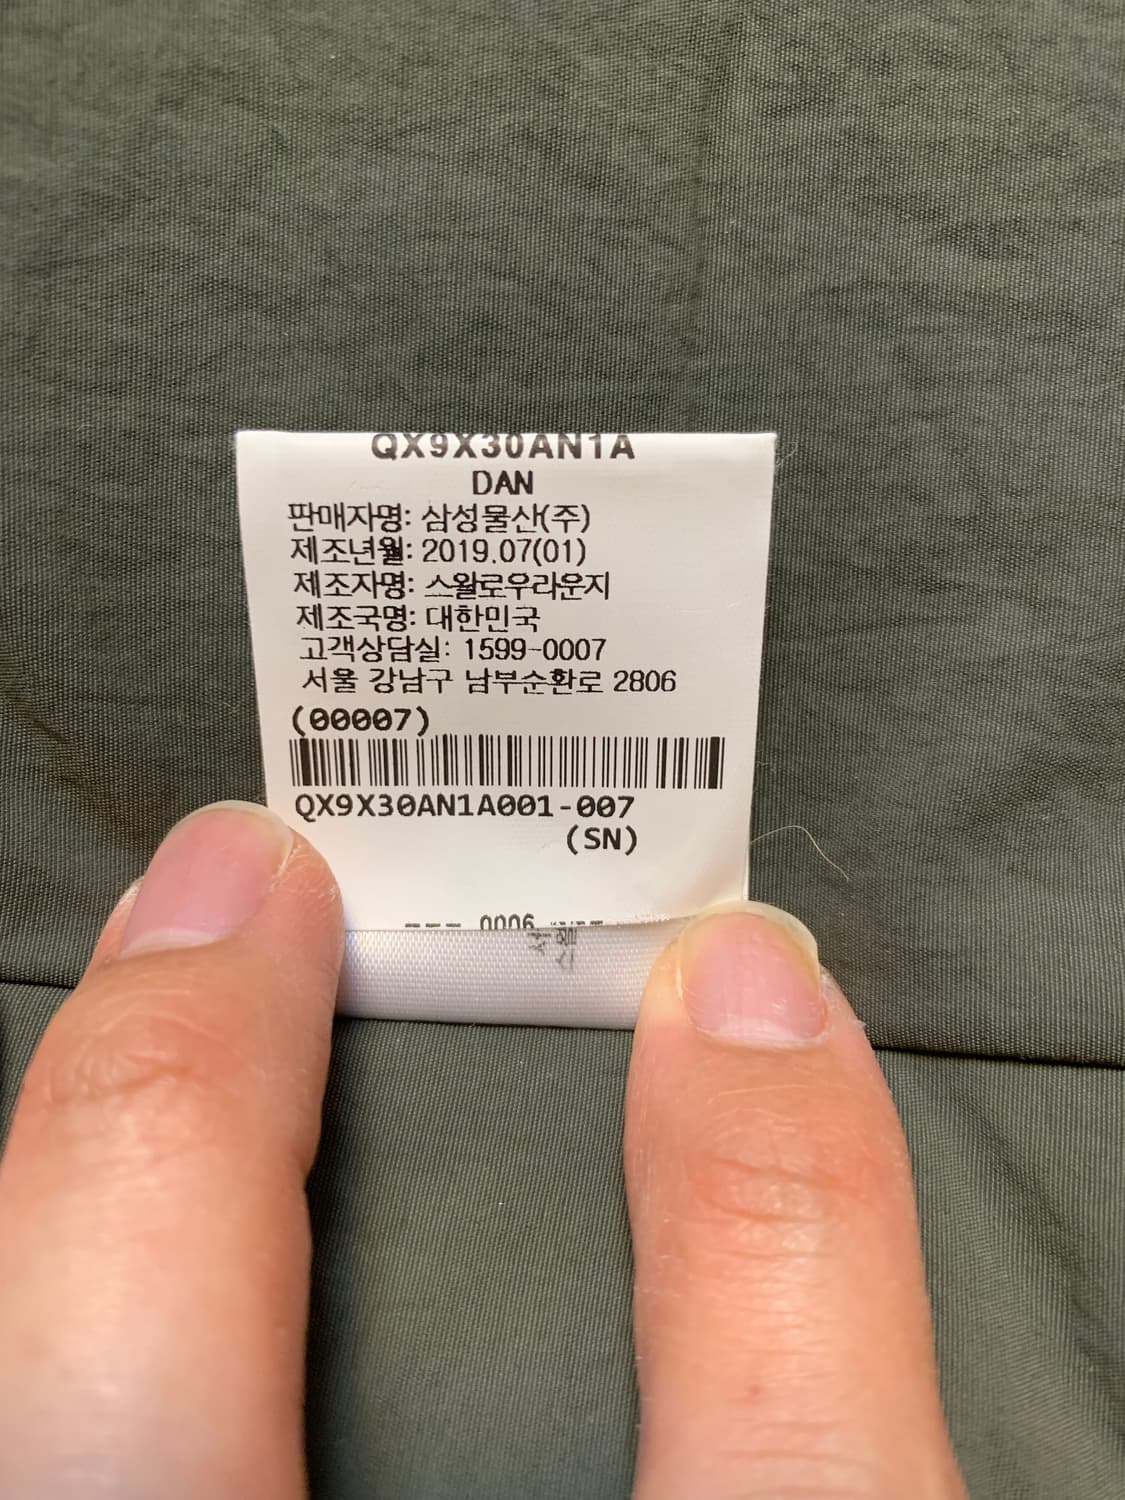 QX9X30AN1A
DAN
판매자명: 삼성물산(주)
제조년월: 2019.07(01)
제조자명: 스왈로우라운지
제조국명: 대한민국
고객상담실: 1599-0007
서울 강남구 남부순환로 2806
(00007)
QX9X30AN1A001-007
(SN)
0006